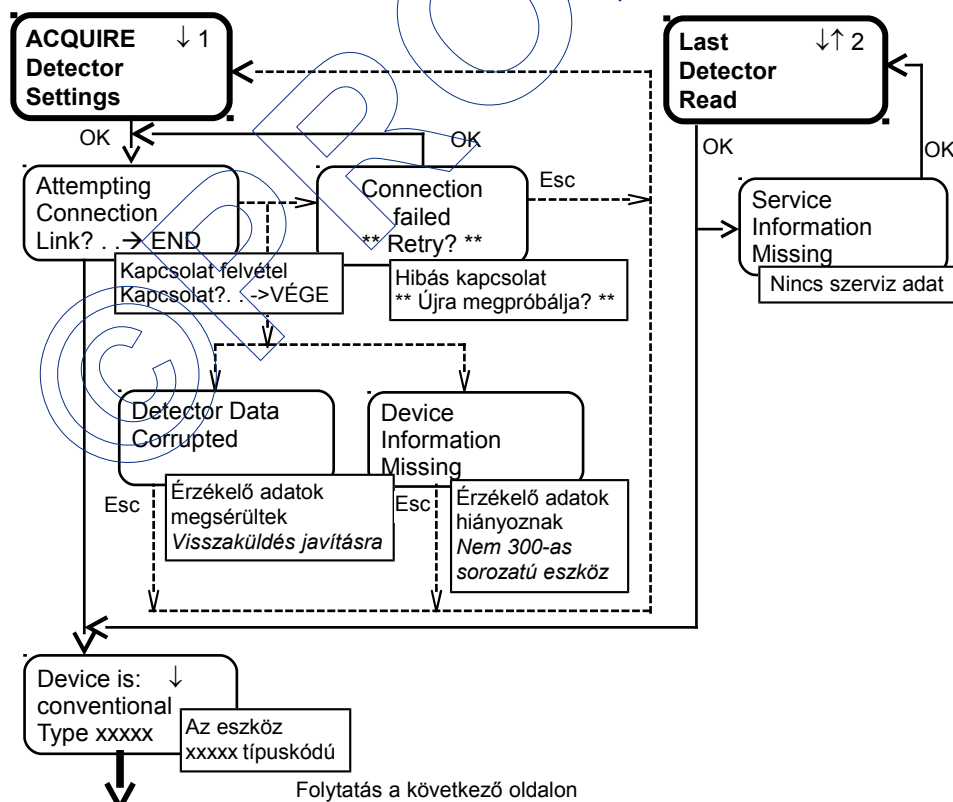 ACQUIRE ↓ 1
Detector
Settings
Last ↓↑ 2
Detector
Read
OK
OK
OK
OK
Attempting
Connection
Link? . .→ END
Kapcsolat felvétel
Kapcsolat?. . ->VÉGE
Connection
failed
** Retry? **
Hibás kapcsolat
** Újra megpróbálja? **
Esc
Service
Information
Missing
Nincs szerviz adat
Detector Data
Corrupted
Érzékelő adatok
megsérültek
Visszaküldés javításra
Esc
Device
Information
Missing
Érzékelő adatok
hiányoznak
Nem 300-as
sorozatú eszköz
Esc
Device is: ↓
conventional
Type xxxxx
Az eszköz
xxxxx típuskódú
Folytatás a következő oldalon
©PRO